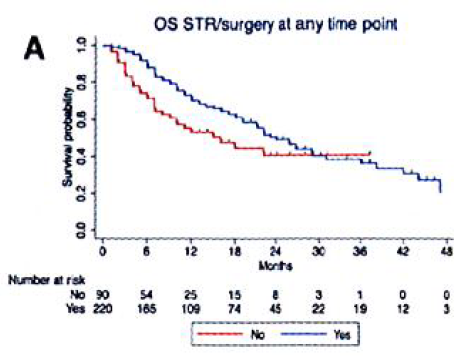 OS STR/surgery at any time point
A
Survival probability
1.0
0.8
0.6
0.4
0.2
0.0
0 6 12 18 24 30 36 42 48
Months
Number at risk
No 90 54 25 15 8 3 1 0 0
Yes 220 165 109 74 45 22 19 12 3
No Yes